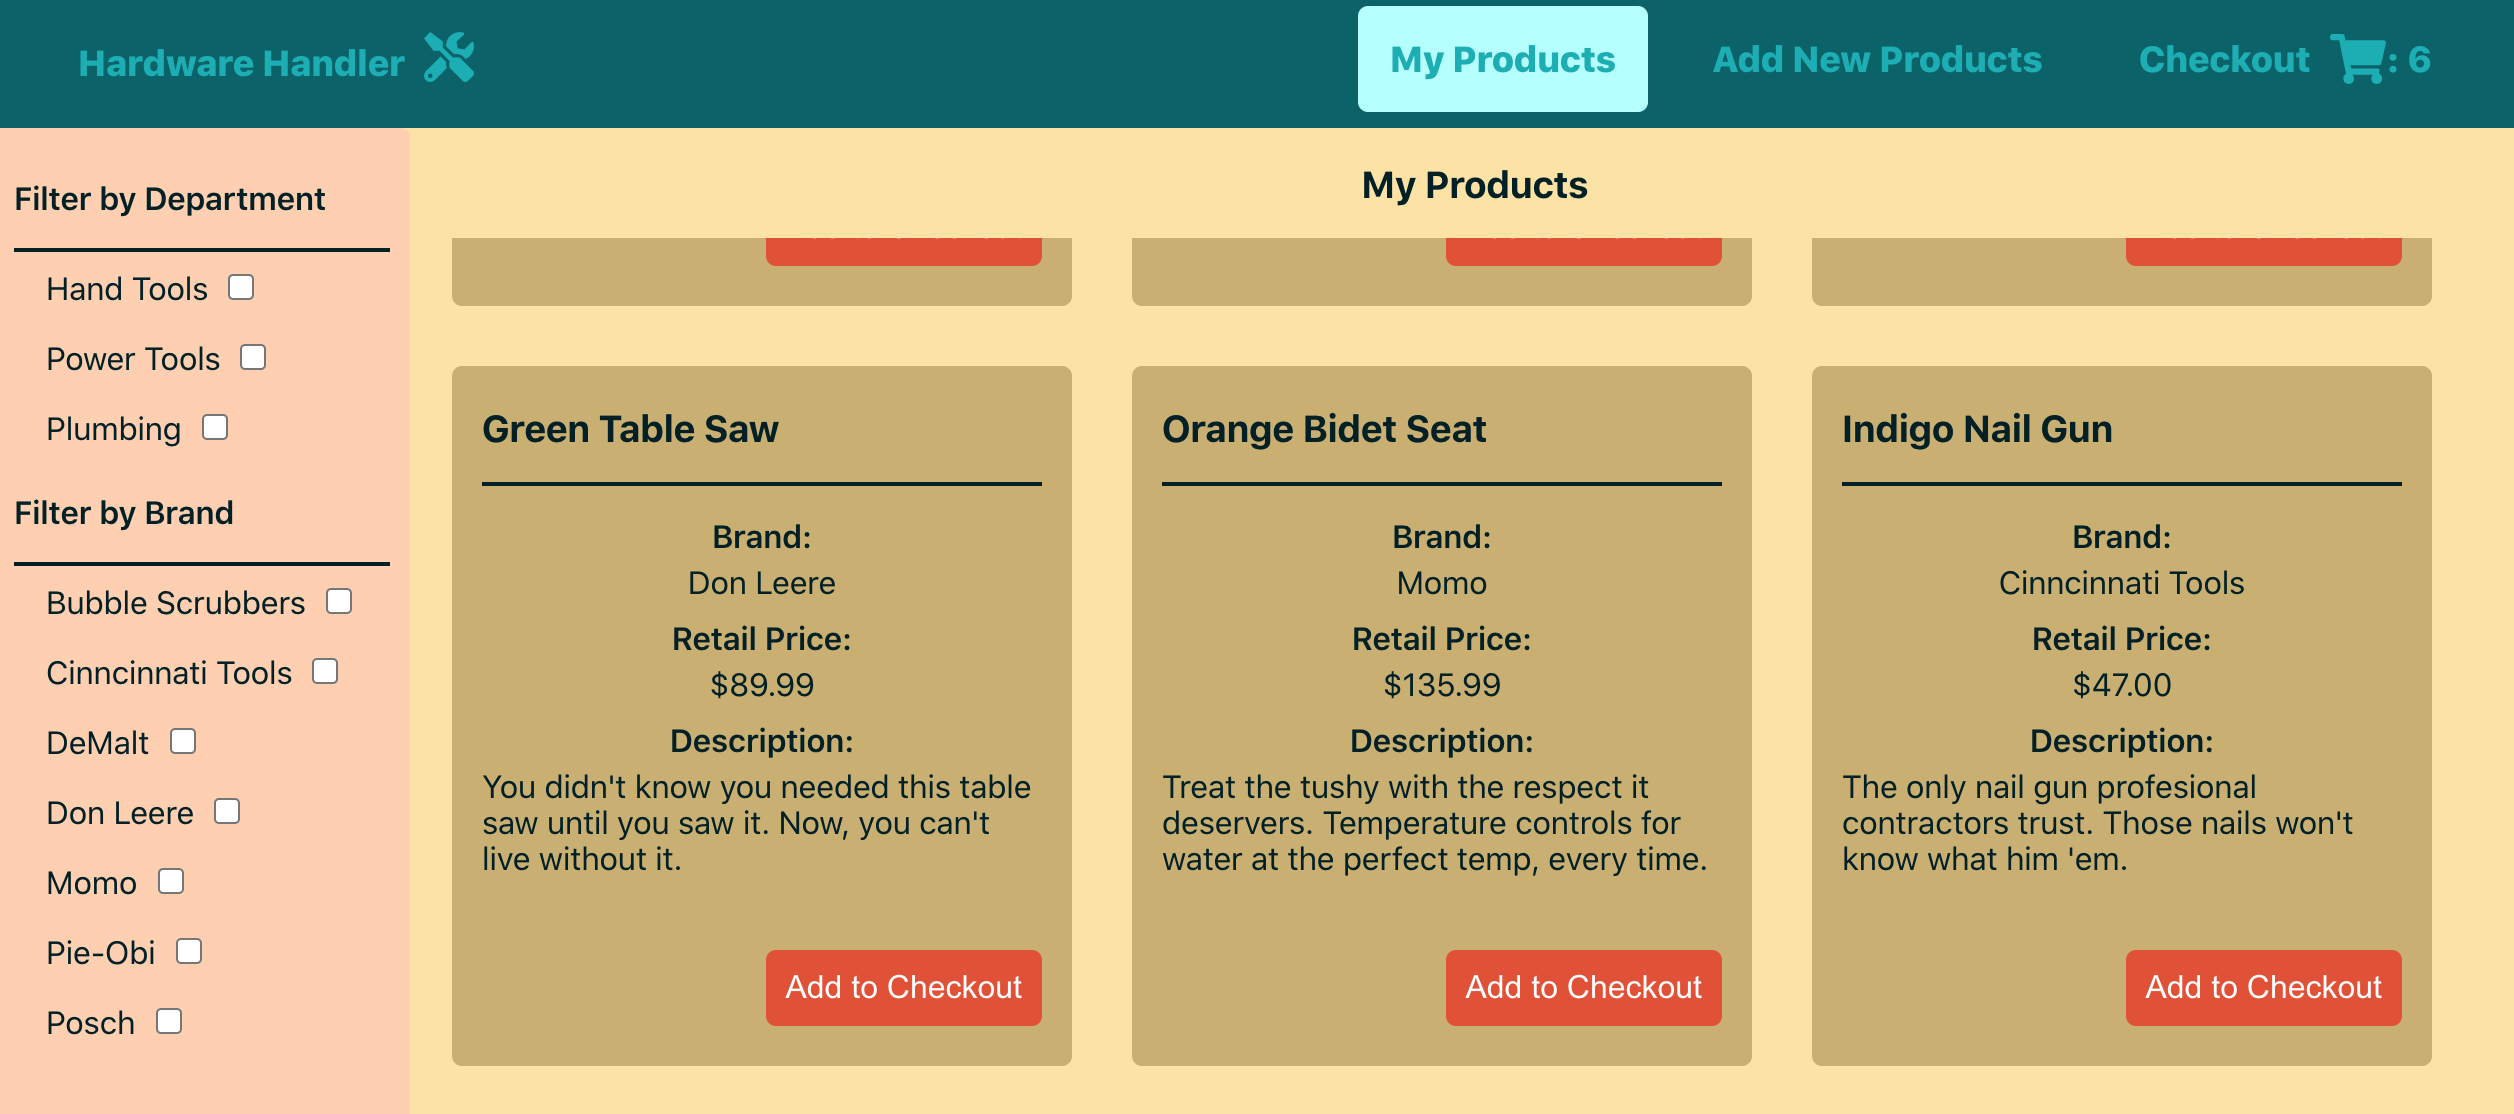 Hardware Handler
My Products
Add New Products
Checkout : 6
Filter by Department
Hand Tools
Power Tools
Plumbing
Filter by Brand
Bubble Scrubbers
Cinncinnati Tools
DeMalt
Don Leere
Momo
Pie-Obi
Posch
My Products
Green Table Saw
Brand:
Don Leere
Retail Price:
$89.99
Description:
You didn't know you needed this table
saw until you saw it. Now, you can't
live without it.
Add to Checkout
Orange Bidet Seat
Brand:
Momo
Retail Price:
$135.99
Description:
Treat the tushy with the respect it
deservers. Temperature controls for
water at the perfect temp, every time.
Add to Checkout
Indigo Nail Gun
Brand:
Cinncinnati Tools
Retail Price:
$47.00
Description:
The only nail gun profesional
contractors trust. Those nails won't
know what him 'em.
Add to Checkout